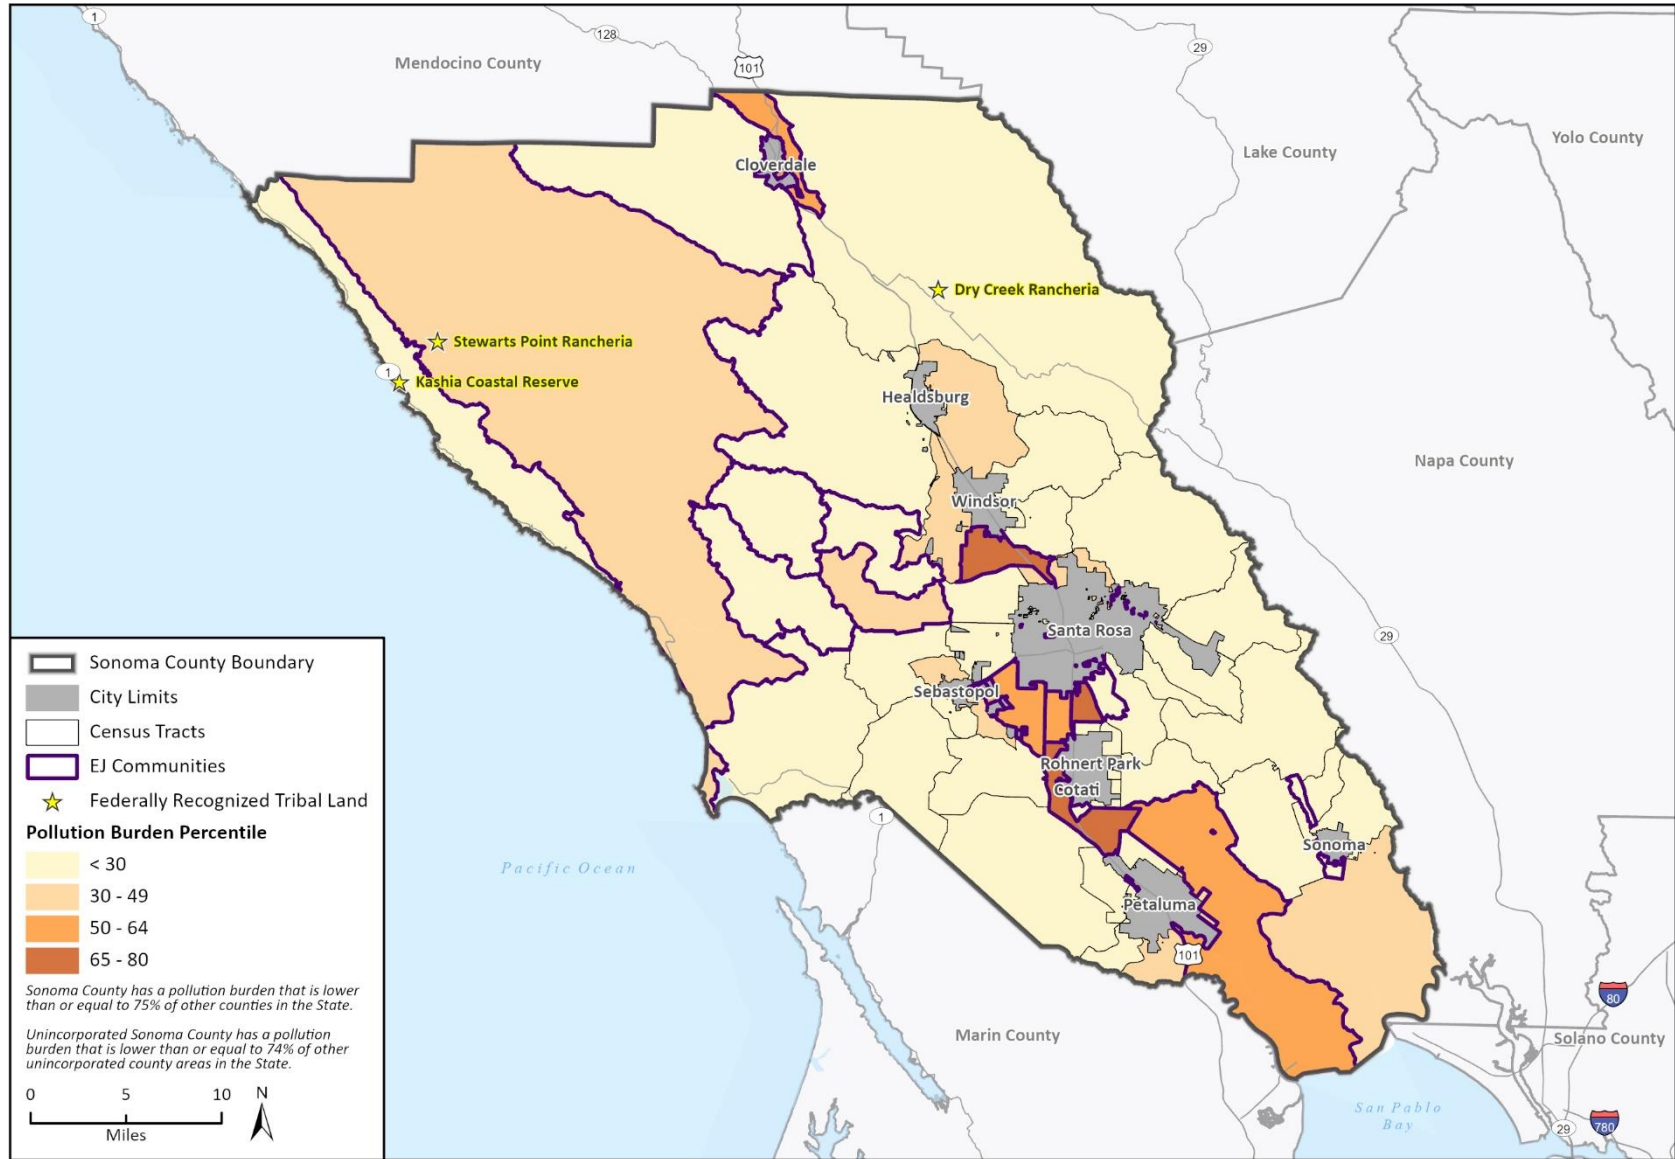 1
128
101
29
Mendocino County
Lake County
Yolo County
Cloverdale
Dry Creek Rancheria
Stewarts Point Rancheria
1
Kashia Coastal Reserve
Healdsburg
Napa County
Windsor
Santa Rosa
29
Sebastopol
Rohnert Park
Cotati
1
Sonoma
Pacific Ocean
Petaluma
101
80
Marin County
Solano County
San Pablo
Bay
29
780
Sonoma County Boundary
City Limits
Census Tracts
EJ Communities
Federally Recognized Tribal Land
Pollution Burden Percentile
< 30
30 - 49
50 - 64
65 - 80
Sonoma County has a pollution burden that is lower
than or equal to 75% of other counties in the State.
Unincorporated Sonoma County has a pollution
burden that is lower than or equal to 74% of other
unincorporated county areas in the State.
0 5 10
Miles
N